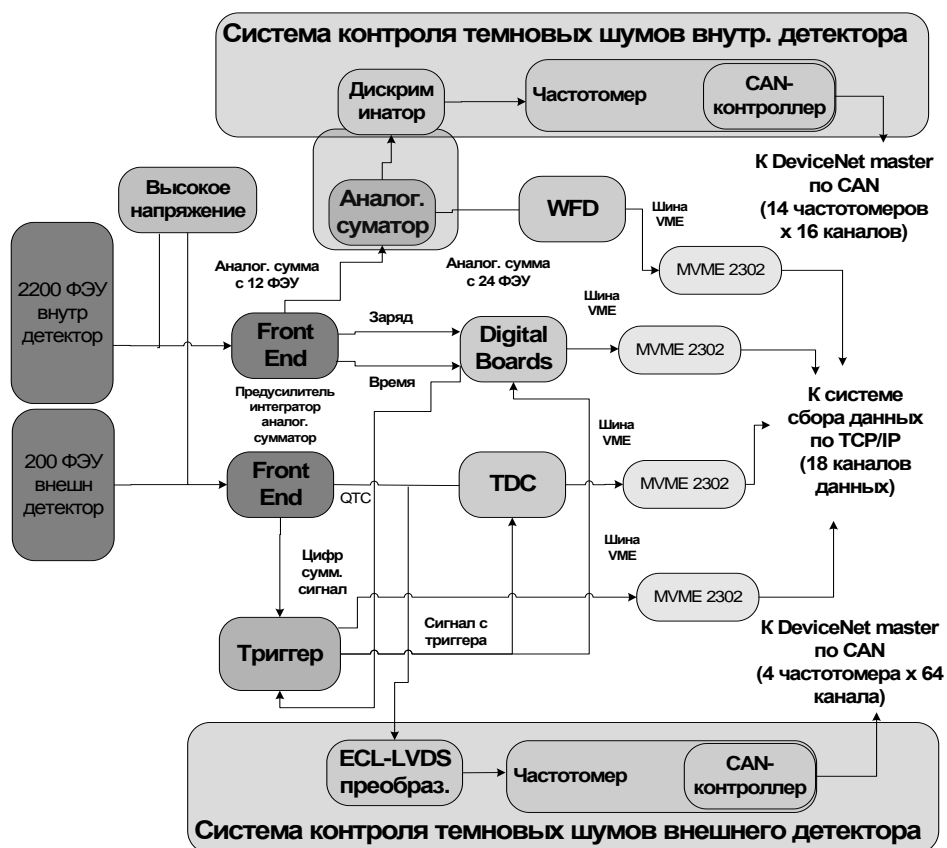 Система контроля темновых шумов внутр. детектора
Дискрим
инатор
Частотомер
CAN-
контроллер
К DeviceNet master
по CAN
(14 частотомеров
х 16 каналов)
Высокое
напряжение
Аналог.
суматор
WFD
Шина
VME
MVME 2302
Аналог. сумма
с 12 ФЭУ
Аналог. сумма
с 24 ФЭУ
2200 ФЭУ
внутр
детектор
Front
End
Заряд
Время
Digital
Boards
Шина
VME
MVME 2302
Предусилитель
интегратор
аналог.
сумматор
К системе
сбора данных
по TCP/IP
(18 каналов
данных)
200 ФЭУ
внешн
детектор
Front
End
QTC
TDC
Шина
VME
MVME 2302
Цифр
сумм.
сигнал
Шина
VME
MVME 2302
Триггер
Сигнал с
триггера
К DeviceNet master
по CAN
(4 частотомера х 64
канала)
ECL-LVDS
преобраз.
Частотомер
CAN-
контроллер
Система контроля темновых шумов внешнего детектора